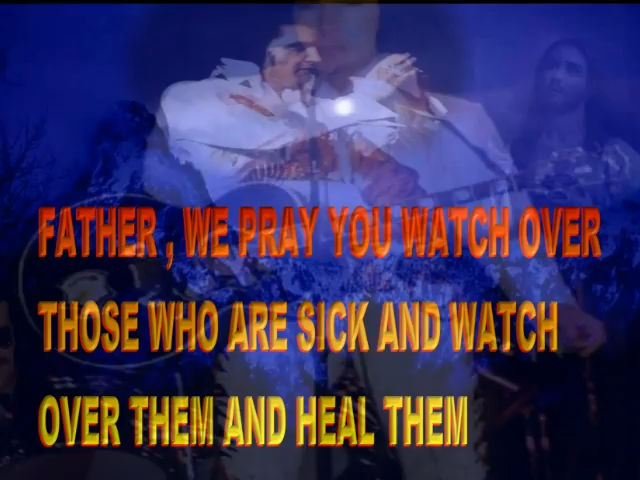 FATHER , WE PRAY YOU WATCH OVER
THOSE WHO ARE SICK AND WATCH
OVER THEM AND HEAL THEM